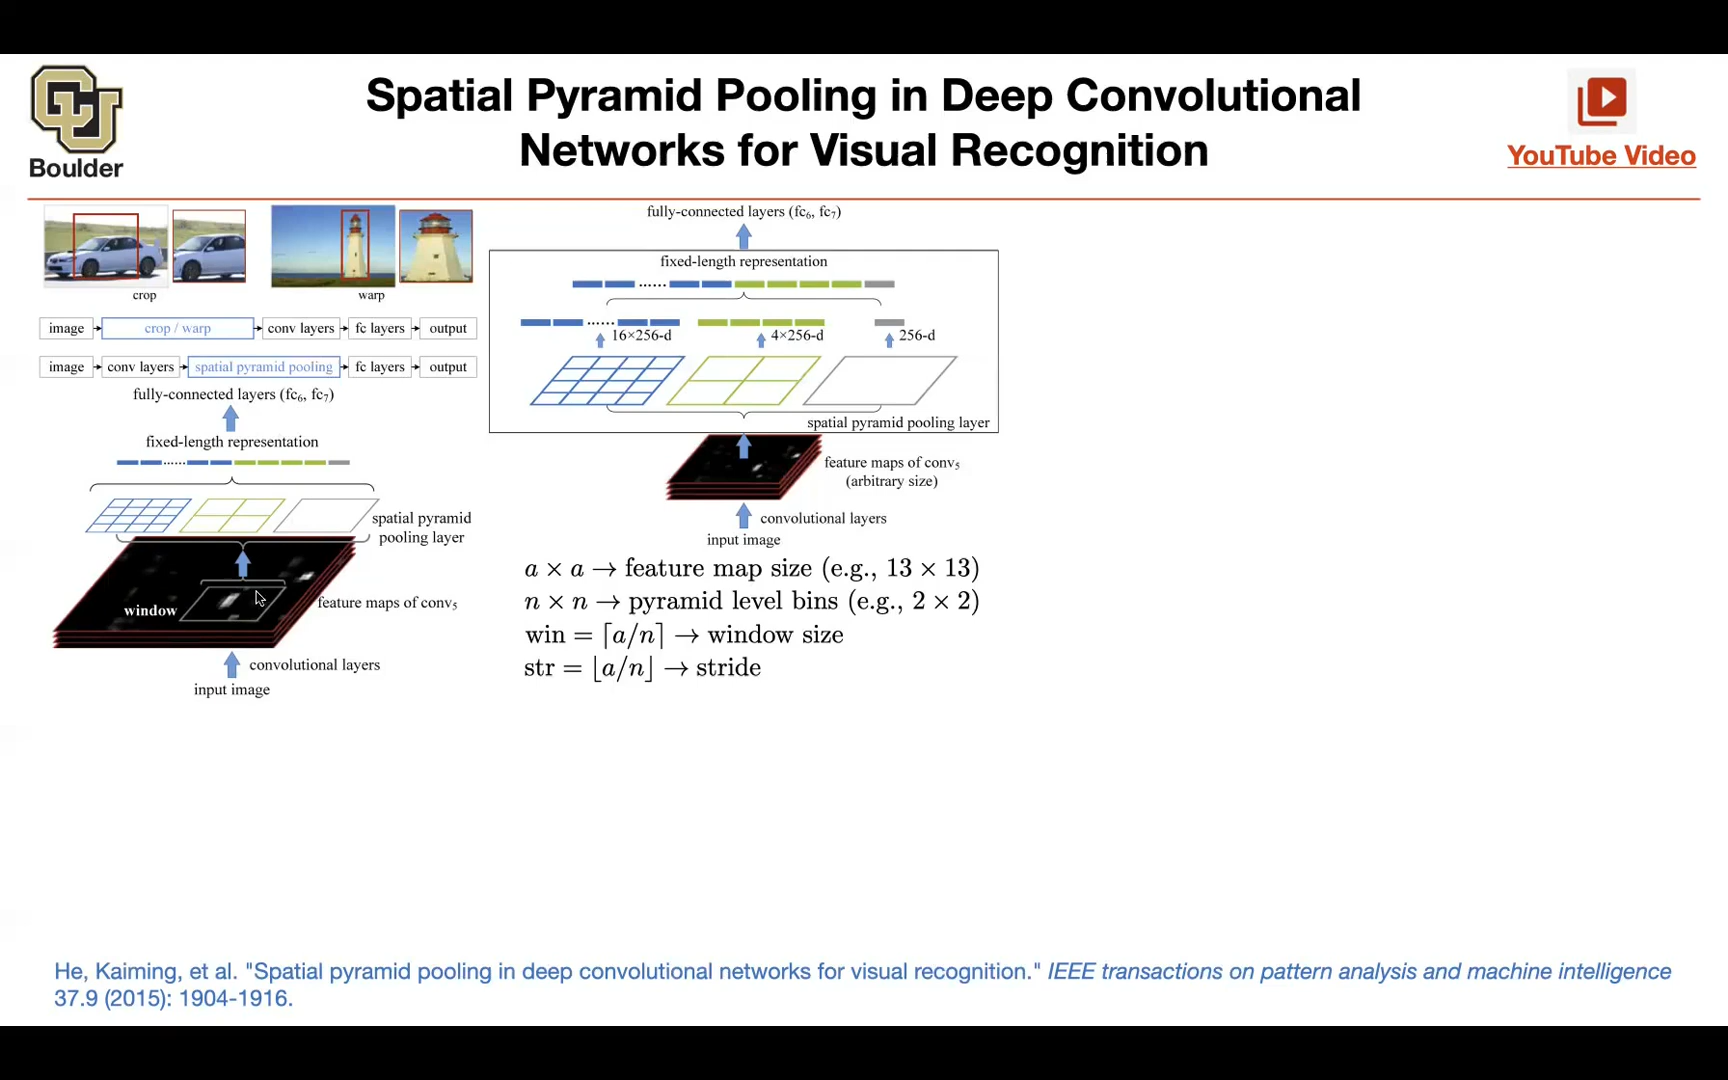 Spatial Pyramid Pooling in Deep Convolutional
Networks for Visual Recognition
CU
Boulder
YouTube Video
crop
warp
image crop / warp conv layers fc layers output
image conv layers spatial pyramid pooling fc layers output
fully-connected layers (fc₆, fc₇)
fixed-length representation
......
spatial pyramid
pooling layer
window
feature maps of conv₅
convolutional layers
input image
fully-connected layers (fc₆, fc₇)
fixed-length representation
......
......
16×256-d 4×256-d 256-d
spatial pyramid pooling layer
feature maps of conv₅
(arbitrary size)
convolutional layers
input image
a × a → feature map size (e.g., 13 × 13)
n × n → pyramid level bins (e.g., 2 × 2)
win = ⌈a/n⌉ → window size
str = ⌊a/n⌋ → stride
He, Kaiming, et al. "Spatial pyramid pooling in deep convolutional networks for visual recognition." IEEE transactions on pattern analysis and machine intelligence
37.9 (2015): 1904-1916.